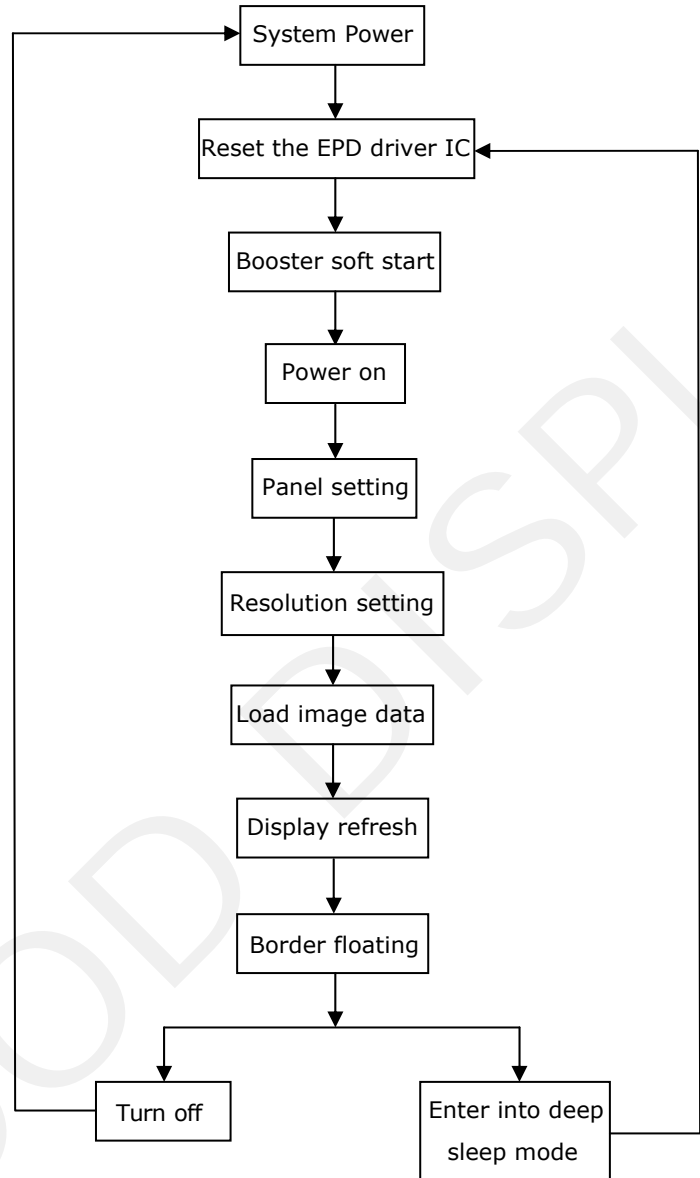 System Power
Reset the EPD driver IC
Booster soft start
Power on
Panel setting
Resolution setting
Load image data
Display refresh
Border floating
Turn off
Enter into deep
sleep mode